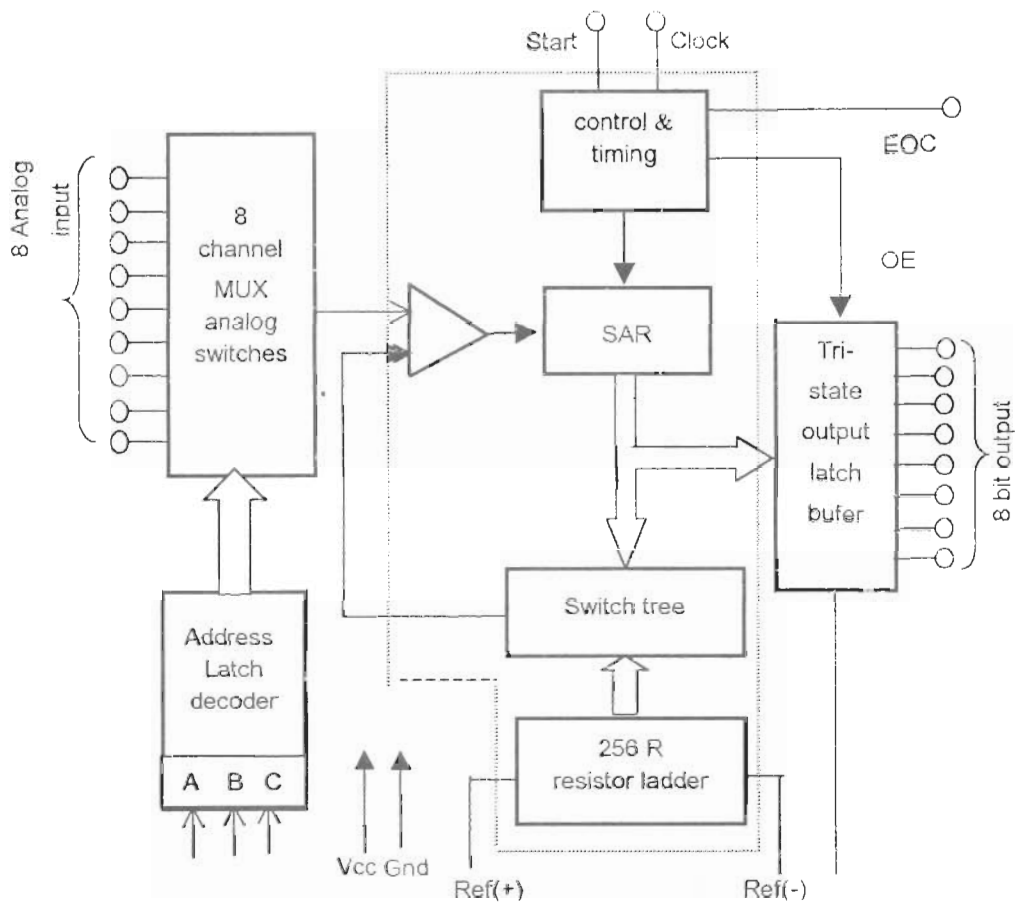 Start
Clock
control &
timing
EOC
8 Analog
input
8
channel
MUX
analog
switches
OE
SAR
Tri-
state
output
latch
bufer
8 bit output
Switch tree
Address
Latch
decoder
A B C
256 R
resistor ladder
Vcc Gnd
Ref(+)
Ref(-)